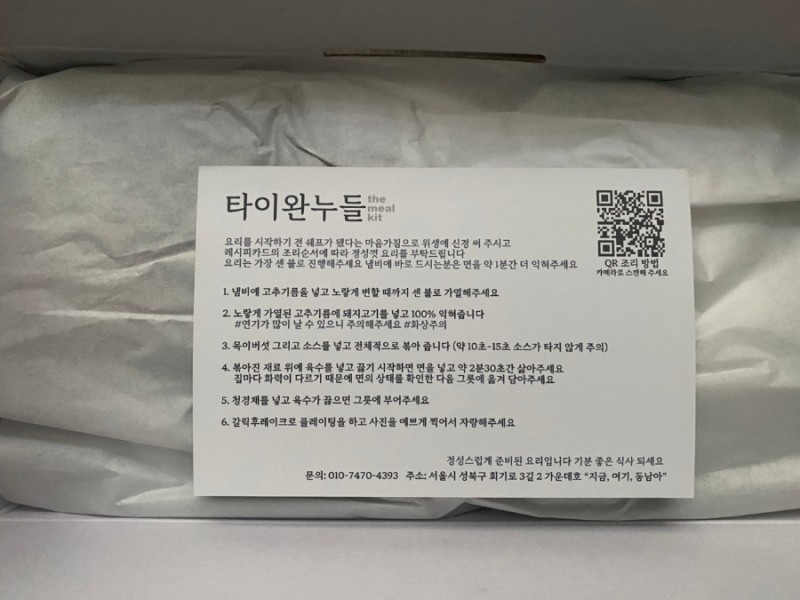 타이완누들 the meal kit
요리를 시작하기 전 쉐프가 됐다는 마음가짐으로 위생에 신경 써 주시고
레시피카드의 조리순서에 따라 정성껏 요리를 부탁드립니다
요리는 가장 센 불로 진행해주세요 냄비에 바로 드시는분은 면을 약 1분간 더 익혀주세요
QR 조리 방법
카메라로 스캔해 주세요
1. 냄비에 고추기름을 넣고 노랗게 변할 때까지 센 불로 가열해주세요
2. 노랗게 가열된 고추기름에 돼지고기를 넣고 100% 익혀줍니다
#연기가 많이 날 수 있으니 주의해주세요 #화상주의
3. 목이버섯 그리고 소스를 넣고 전체적으로 볶아 줍니다 (약 10초-15초 소스가 타지 않게 주의)
4. 볶아진 재료 위에 육수를 넣고 끓기 시작하면 면을 넣고 약 2분30초간 삶아주세요
집마다 화력이 다르기 때문에 면의 상태를 확인한 다음 그릇에 옮겨 담아주세요
5. 청경채를 넣고 육수가 끓으면 그릇에 부어주세요
6. 갈릭후레이크로 플레이팅을 하고 사진을 예쁘게 찍어서 자랑해주세요
정성스럽게 준비된 요리입니다 기분 좋은 식사 되세요
문의: 010-7470-4393 주소: 서울시 성북구 회기로 3길 2 가운데호 “지금, 여기, 동남아”